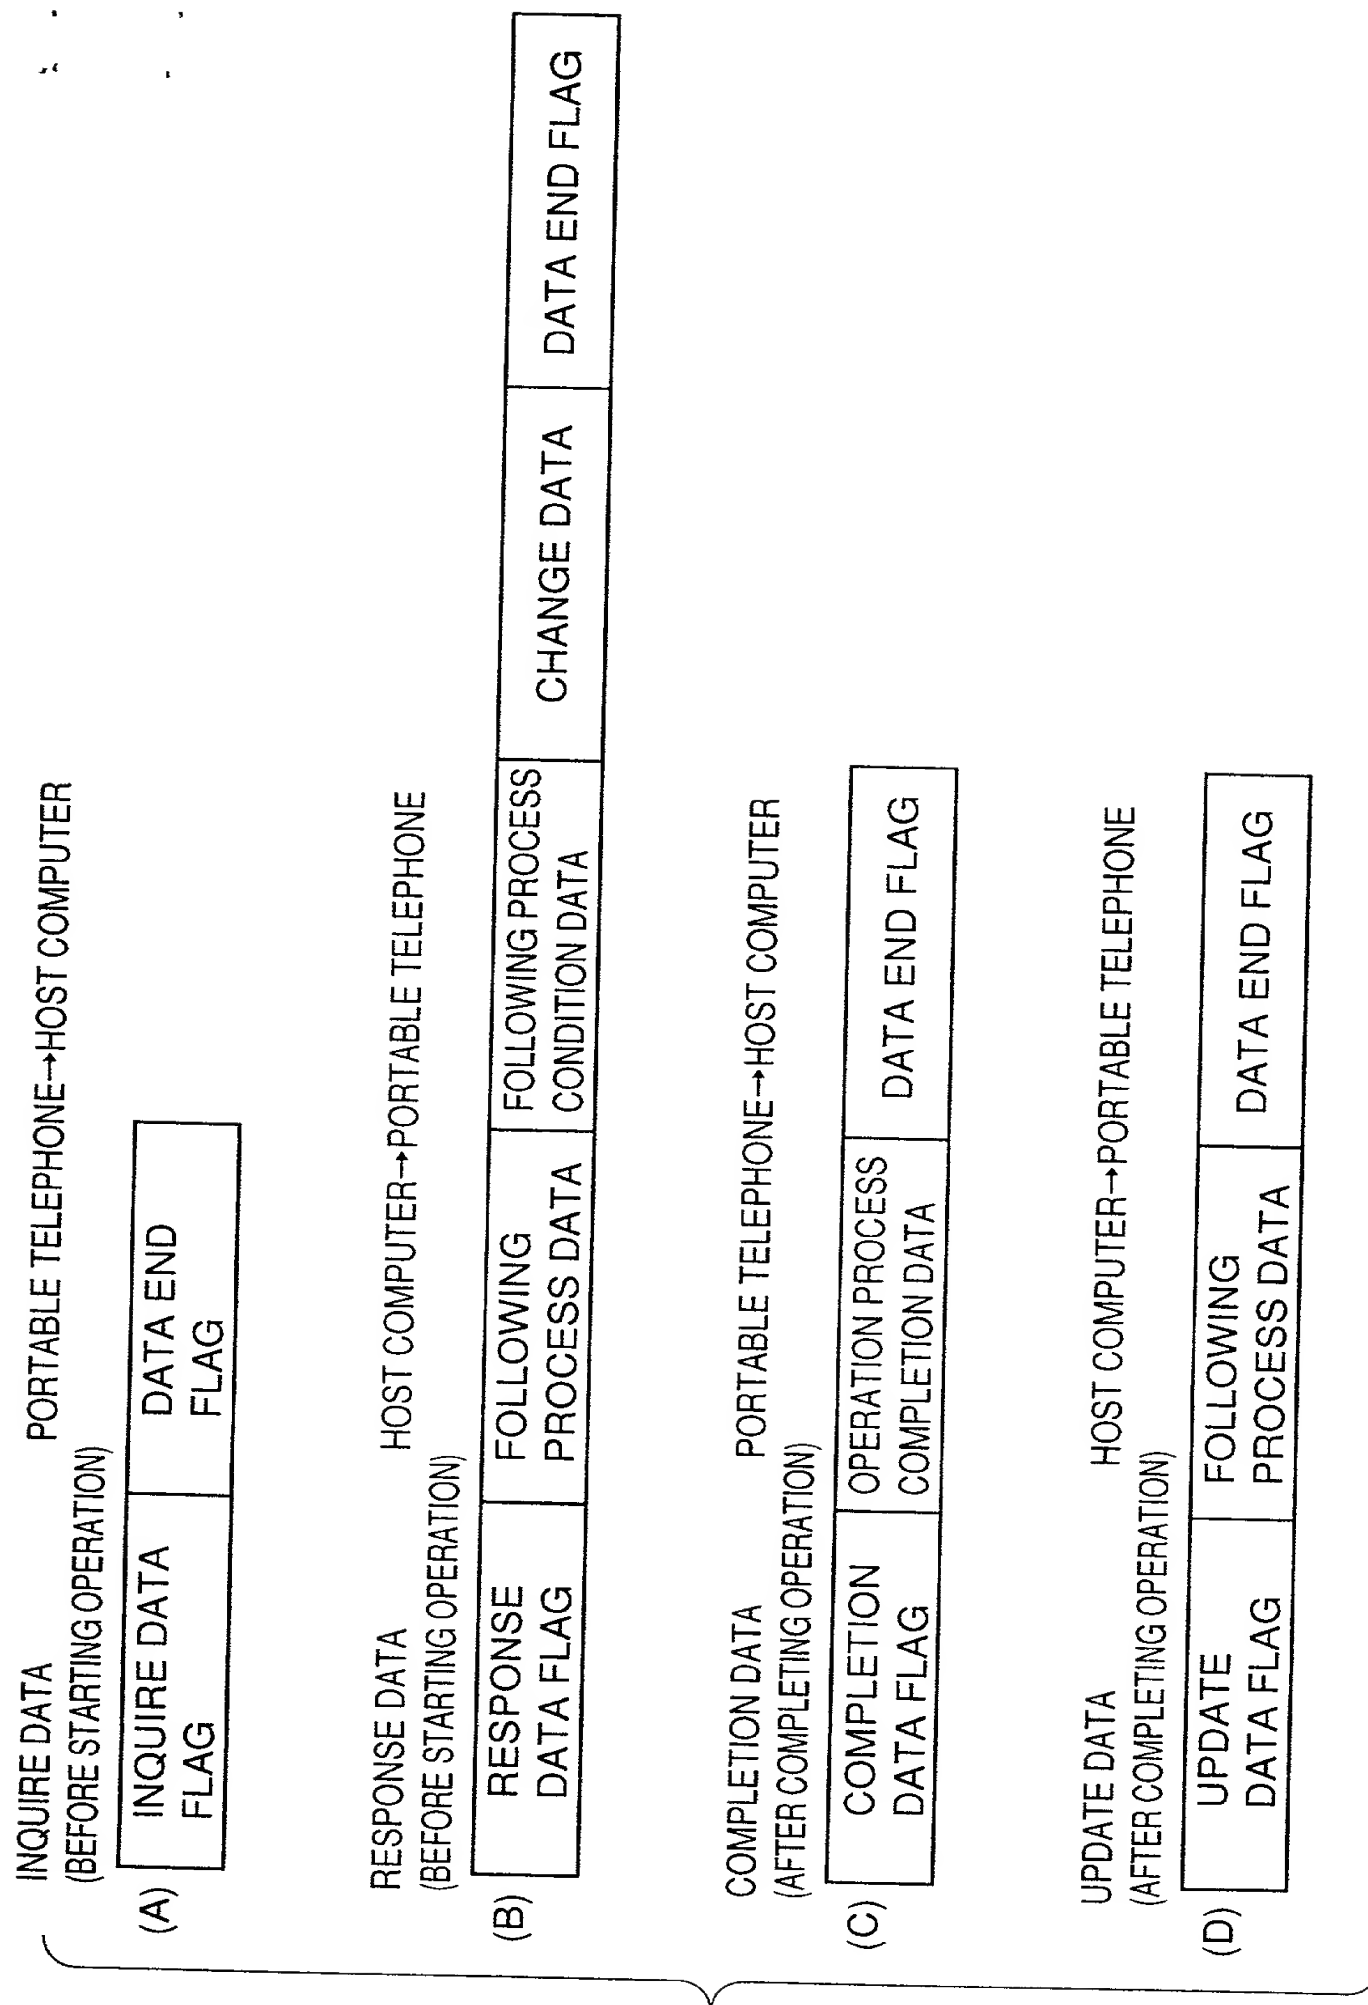 INQUIRE DATA
(BEFORE STARTING OPERATION)
PORTABLE TELEPHONE→HOST COMPUTER
(A)
INQUIRE DATA
FLAG
DATA END
FLAG
RESPONSE DATA
(BEFORE STARTING OPERATION)
HOST COMPUTER→PORTABLE TELEPHONE
(B)
RESPONSE
DATA FLAG
FOLLOWING
PROCESS DATA
FOLLOWING PROCESS
CONDITION DATA
CHANGE DATA
DATA END FLAG
COMPLETION DATA
(AFTER COMPLETING OPERATION)
PORTABLE TELEPHONE→HOST COMPUTER
(C)
COMPLETION
DATA FLAG
OPERATION PROCESS
COMPLETION DATA
DATA END FLAG
UPDATE DATA
(AFTER COMPLETING OPERATION)
HOST COMPUTER→PORTABLE TELEPHONE
(D)
UPDATE
DATA FLAG
FOLLOWING
PROCESS DATA
DATA END FLAG